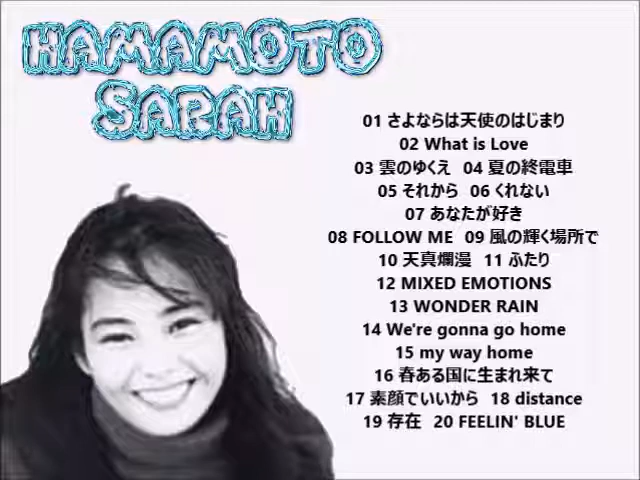 HAMAMOTO
SARAH
01 さよならは天使のはじまり
02 What is Love
03 雲のゆくえ 04 夏の終電車
05 それから 06 くれない
07 あなたが好き
08 FOLLOW ME 09 風の輝く場所で
10 天真爛漫 11 ふたり
12 MIXED EMOTIONS
13 WONDER RAIN
14 We're gonna go home
15 my way home
16 春ある国に生まれ来て
17 素顔でいいから 18 distance
19 存在 20 FEELIN' BLUE